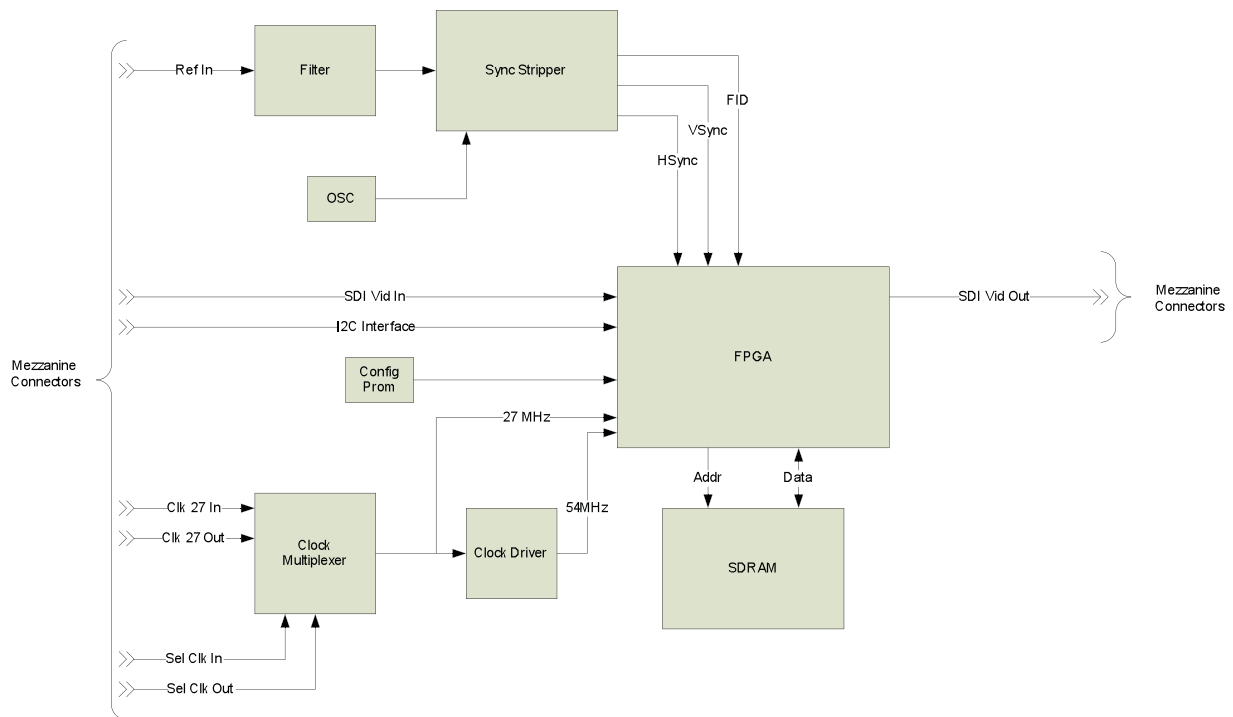 Ref In
Filter
Sync Stripper
FID
VSync
HSync
OSC
SDI Vid In
SDI Vid Out
Mezzanine
Connectors
I2C Interface
FPGA
Mezzanine
Connectors
Config
Prom
27 MHz
Addr
Data
Clk 27 In
54MHz
Clk 27 Out
Clock
Multiplexer
Clock Driver
SDRAM
Sel Clk In
Sel Clk Out